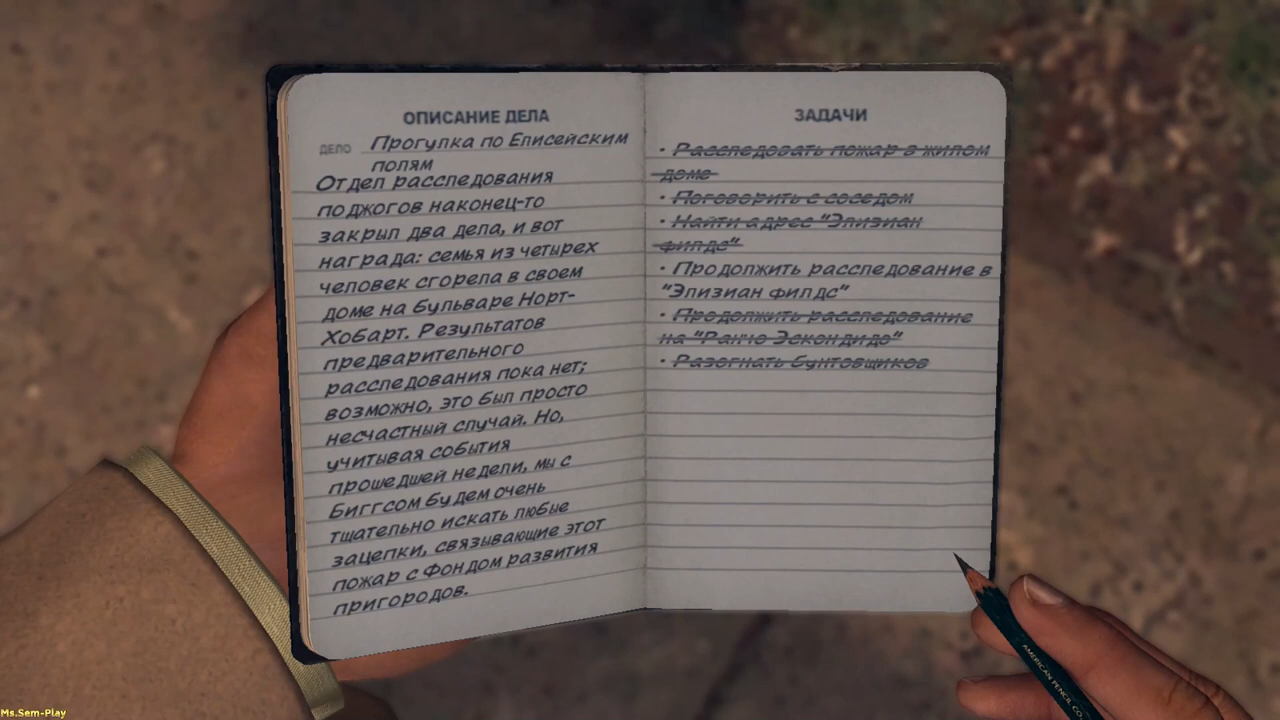 ОПИСАНИЕ ДЕЛА
ДЕЛО Прогулка по Елисейским
полям
Отдел расследования
поджогов наконец-то
закрыл два дела, и вот
награда: семья из четырех
человек сгорела в своем
доме на бульваре Норт-
Хобарт. Результатов
предварительного
расследования пока нет;
возможно, это был просто
несчастный случай. Но,
учитывая события
прошедшей недели, мы с
Биггсом будем очень
тщательно искать любые
зацепки, связывающие этот
пожар с Фондом развития
пригородов.
ЗАДАЧИ
· Расследовать пожар в жилом
доме
· Поговорить с соседом
· Найти адрес "Элизиан
филдс"
· Продолжить расследование в
"Элизиан филдс"
· Продолжить расследование
на "Ранчо Эскондидо"
· Разогнать бунтовщиков
AMERICAN PENCIL CO.
Ms.Sem-Play